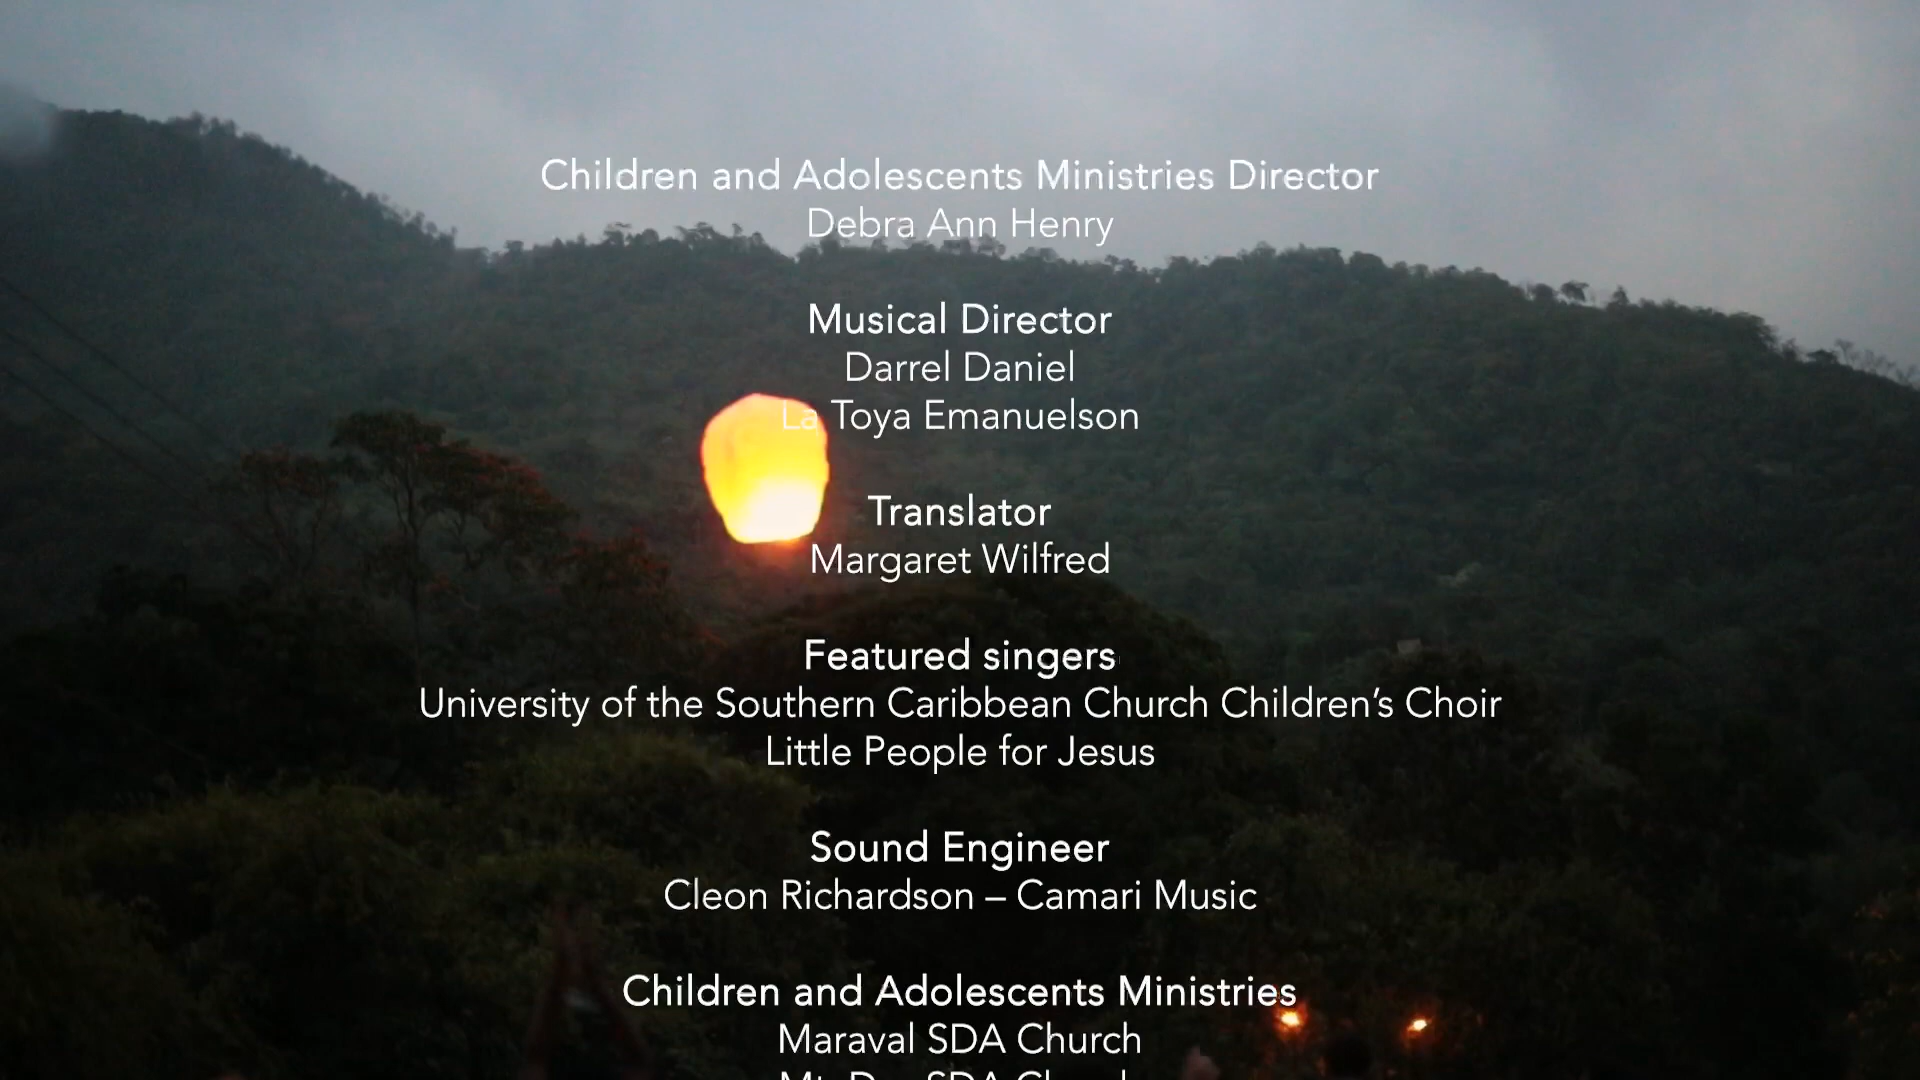 Children and Adolescents Ministries Director
Debra Ann Henry
Musical Director
Darrel Daniel
La Toya Emanuelson
Translator
Margaret Wilfred
Featured singers
University of the Southern Caribbean Church Children’s Choir
Little People for Jesus
Sound Engineer
Cleon Richardson – Camari Music
Children and Adolescents Ministries
Maraval SDA Church
SDA Church